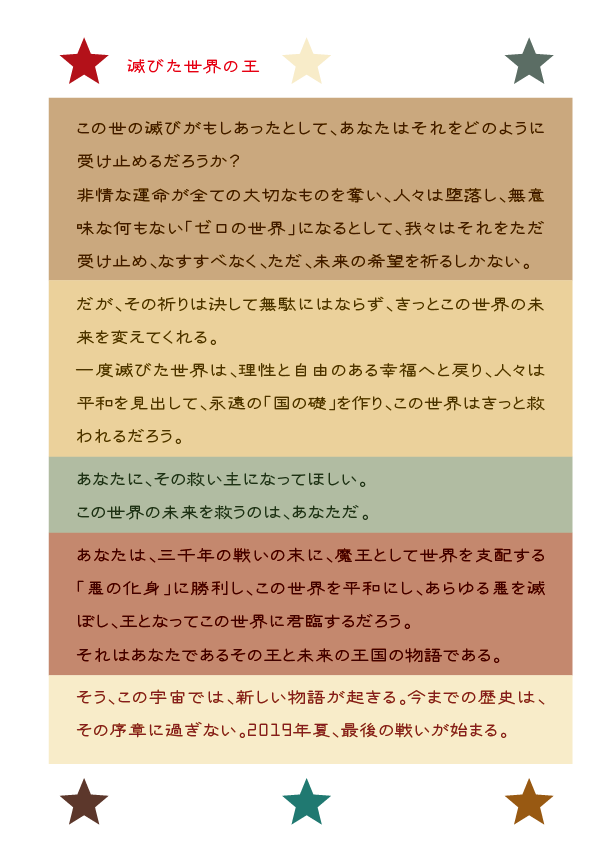 滅びた世界の王
この世の滅びがもしあったとして、あなたはそれをどのように
受け止めるだろうか？
非情な運命が全ての大切なものを奪い、人々は堕落し、無意
味な何もない「ゼロの世界」になるとして、我々はそれをただ
受け止め、なすすべなく、ただ、未来の希望を祈るしかない。
だが、その祈りは決して無駄にはならず、きっとこの世界の未
来を変えてくれる。
一度滅びた世界は、理性と自由のある幸福へと戻り、人々は
平和を見出して、永遠の「国の礎」を作り、この世界はきっと救
われるだろう。
あなたに、その救い主になってほしい。
この世界の未来を救うのは、あなただ。
あなたは、三千年の戦いの末に、魔王として世界を支配する
「悪の化身」に勝利し、この世界を平和にし、あらゆる悪を滅
ぼし、王となってこの世界に君臨するだろう。
それはあなたであるその王と未来の王国の物語である。
そう、この宇宙では、新しい物語が起きる。今までの歴史は、
その序章に過ぎない。2019年夏、最後の戦いが始まる。